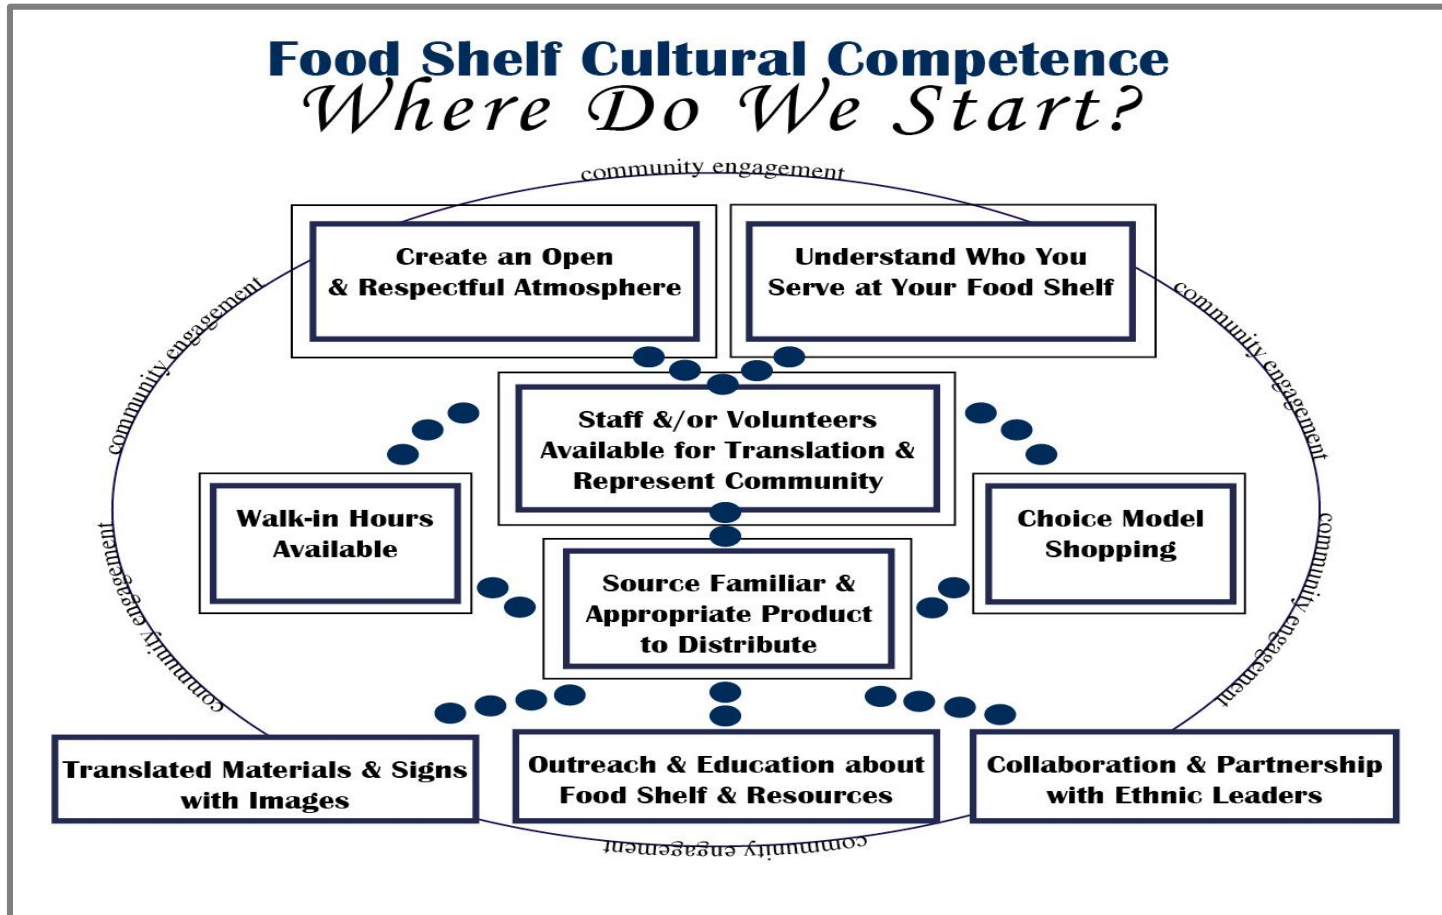 Food Shelf Cultural Competence
Where Do We Start?
community engagement
Create an Open
& Respectful Atmosphere
Understand Who You
Serve at Your Food Shelf
community engagement
community engagement
Staff &/or Volunteers
Available for Translation &
Represent Community
Walk-in Hours
Available
Choice Model
Shopping
Source Familiar &
Appropriate Product
to Distribute
community engagement
community engagement
Translated Materials & Signs
with Images
Outreach & Education about
Food Shelf & Resources
Collaboration & Partnership
with Ethnic Leaders
community engagement